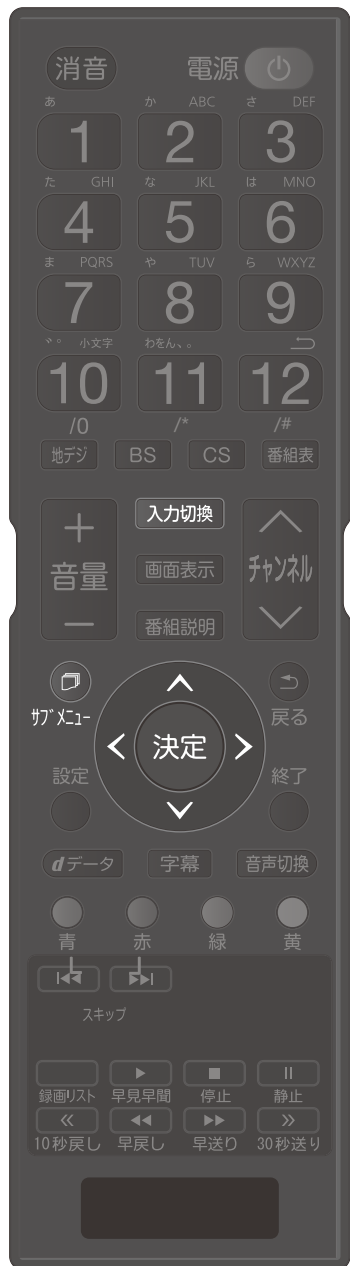 消音 電源
あ か ABC さ DEF
1 2 3
た GHI な JKL は MNO
4 5 6
ま PQRS や TUV ら WXYZ
7 8 9
゛゜ 小文字 わをん、。
10 11 12
/0 /* /#
地デジ BS CS 番組表
入力切換
+
音量
−
画面表示
チャンネル
番組説明
サブメニュー
戻る
決定
設定 終了
dデータ 字幕 音声切換
青 赤 緑 黄
スキップ
録画リスト 早見早聞 停止 静止
10秒戻し 早戻し 早送り 30秒送り